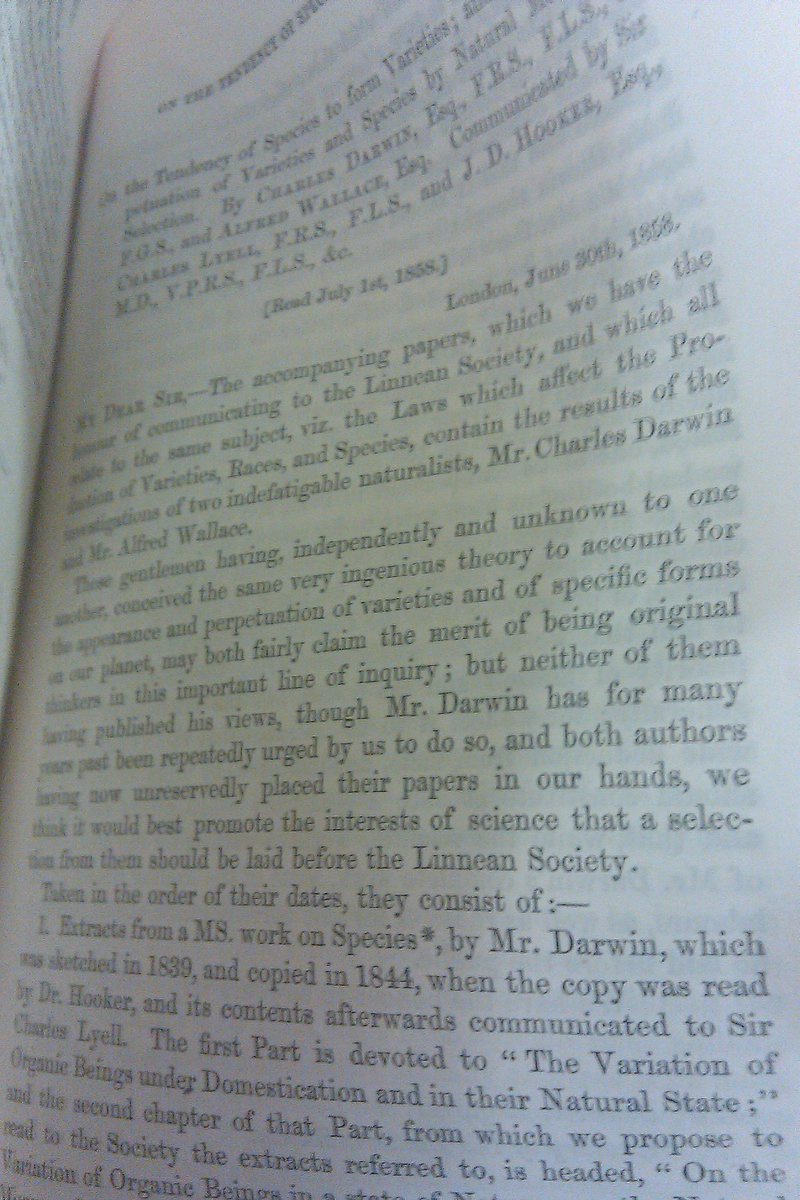 ON THE TENDENCY OF SPEC
On the Tendency of Species to form Varieties; an
petuation of Varieties and Species by Natural
Selection. By CHARLES DARWIN, Esq., F.R.S., F.L.S.,
F.G.S., and ALFRED WALLACE, Esq. Communicated by Sir
CHARLES LYELL, F.R.S., F.L.S., and J. D. HOOKER, Esq.,
M.D., V.P.R.S., F.L.S., &c.
[Read July 1st, 1858.]
London, June 30th, 1858.
MY DEAR SIR,—The accompanying papers, which we have the
honour of communicating to the Linnean Society, and which all
relate to the same subject, viz. the Laws which affect the Pro-
duction of Varieties, Races, and Species, contain the results of the
investigations of two indefatigable naturalists, Mr. Charles Darwin
and Mr. Alfred Wallace.
These gentlemen having, independently and unknown to one
another, conceived the same very ingenious theory to account for
the appearance and perpetuation of varieties and of specific forms
on our planet, may both fairly claim the merit of being original
thinkers in this important line of inquiry; but neither of them
having published his views, though Mr. Darwin has for many
years past been repeatedly urged by us to do so, and both authors
having now unreservedly placed their papers in our hands, we
think it would best promote the interests of science that a selec-
tion from them should be laid before the Linnean Society.
Taken in the order of their dates, they consist of:—
1. Extracts from a MS. work on Species*, by Mr. Darwin, which
was sketched in 1839, and copied in 1844, when the copy was read
by Dr. Hooker, and its contents afterwards communicated to Sir
Charles Lyell. The first Part is devoted to “The Variation of
Organic Beings under Domestication and in their Natural State;”
and the second chapter of that Part, from which we propose to
read to the Society the extracts referred to, is headed, “On the
Variation of Organic Beings in a state of